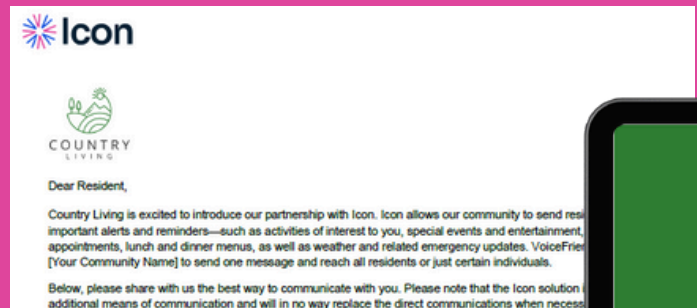 Icon
COUNTRY
LIVING
Dear Resident,
Country Living is excited to introduce our partnership with Icon. Icon allows our community to send
important alerts and reminders—such as activities of interest to you, special events and entertainment,
appointments, lunch and dinner menus, as well as weather and related emergency updates.
[Your Community Name] to send one message and reach all residents or just certain individuals.
Below, please share with us the best way to communicate with you. Please note that the Icon solution
additional means of communication and will in no way replace the direct communications when